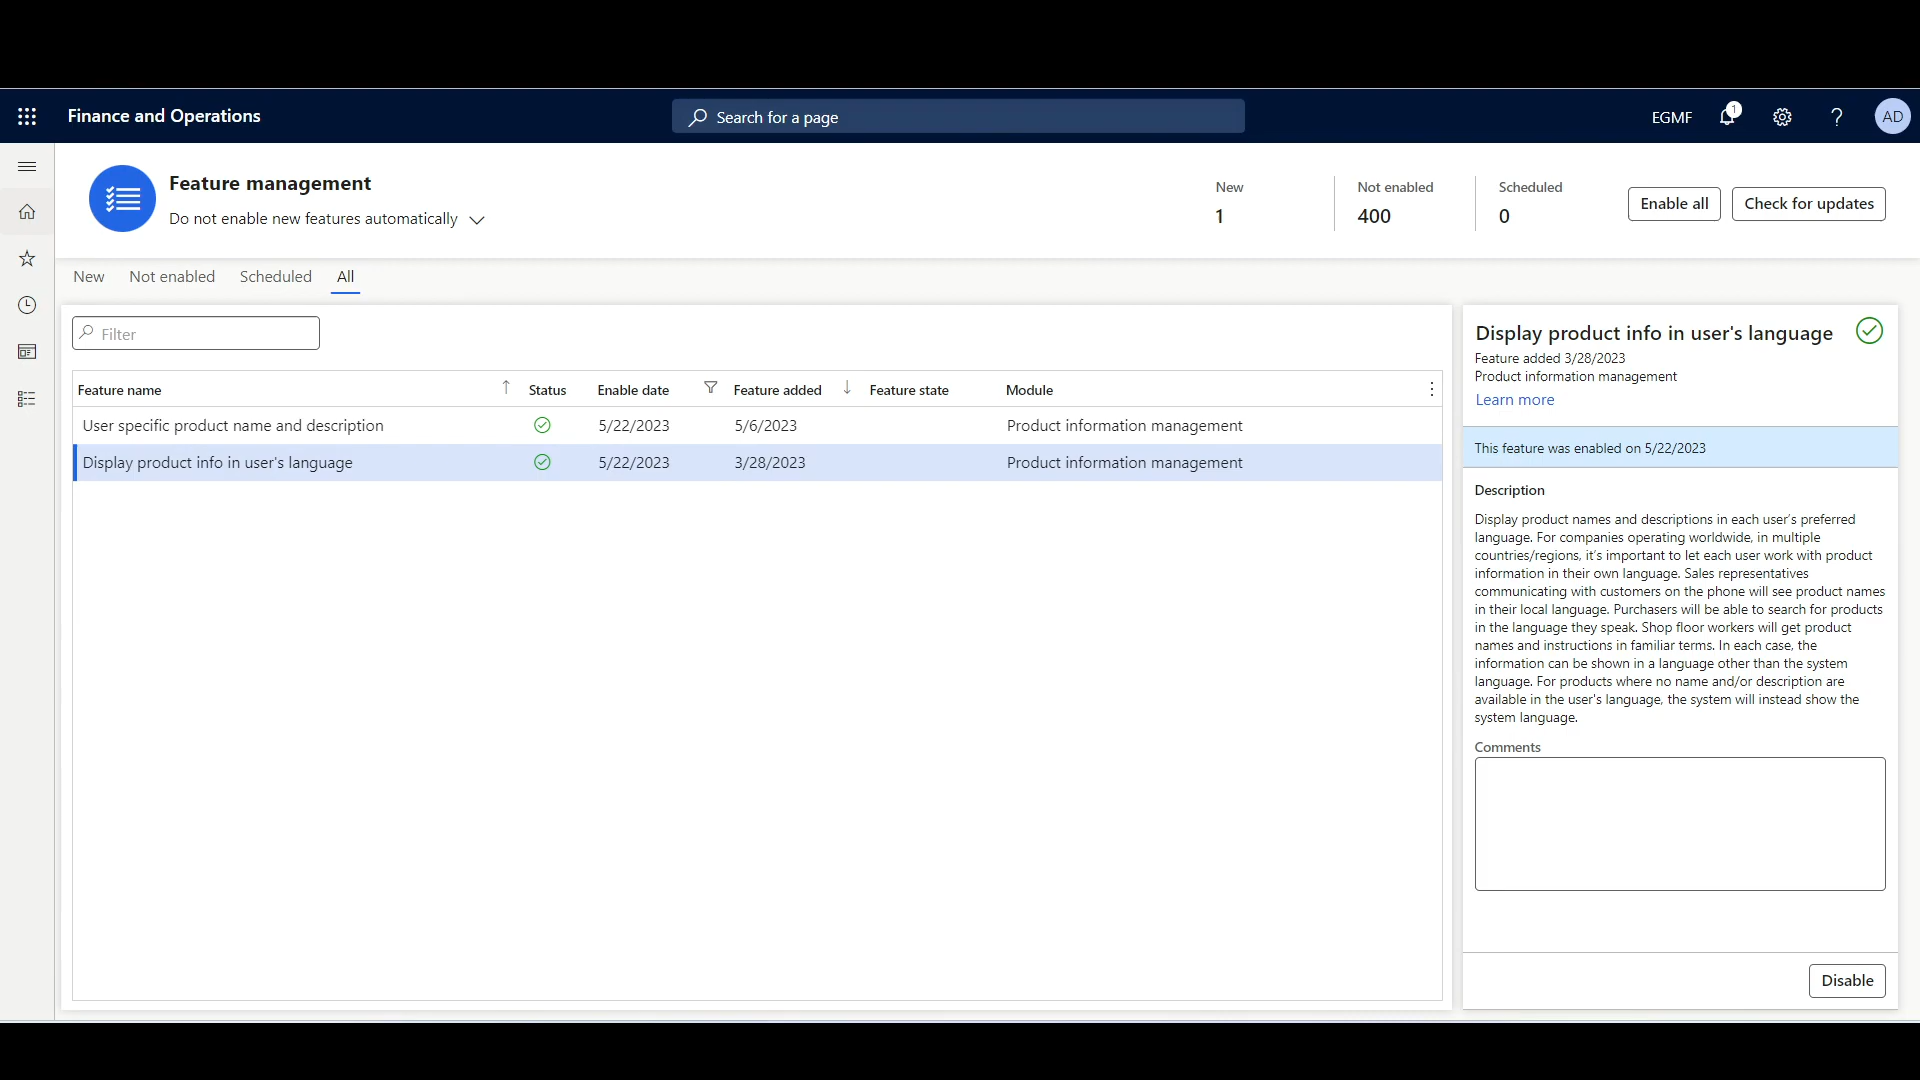 Finance and Operations
Search for a page
EGMF
1
?
AD
Feature management
Do not enable new features automatically
New
1
Not enabled
400
Scheduled
0
Enable all
Check for updates
New
Not enabled
Scheduled
All
Filter
Feature name
Status
Enable date
Feature added
Feature state
Module
User specific product name and description
5/22/2023
5/6/2023
Product information management
Display product info in user's language
5/22/2023
3/28/2023
Product information management
Display product info in user's language
Feature added 3/28/2023
Product information management
Learn more
This feature was enabled on 5/22/2023
Description
Display product names and descriptions in each user's preferred
language. For companies operating worldwide, in multiple
countries/regions, it's important to let each user work with product
information in their own language. Sales representatives
communicating with customers on the phone will see product names
in their local language. Purchasers will be able to search for products
in the language they speak. Shop floor workers will get product
names and instructions in familiar terms. In each case, the
information can be shown in a language other than the system
language. For products where no name and/or description are
available in the user's language, the system will instead show the
system language.
Comments
Disable